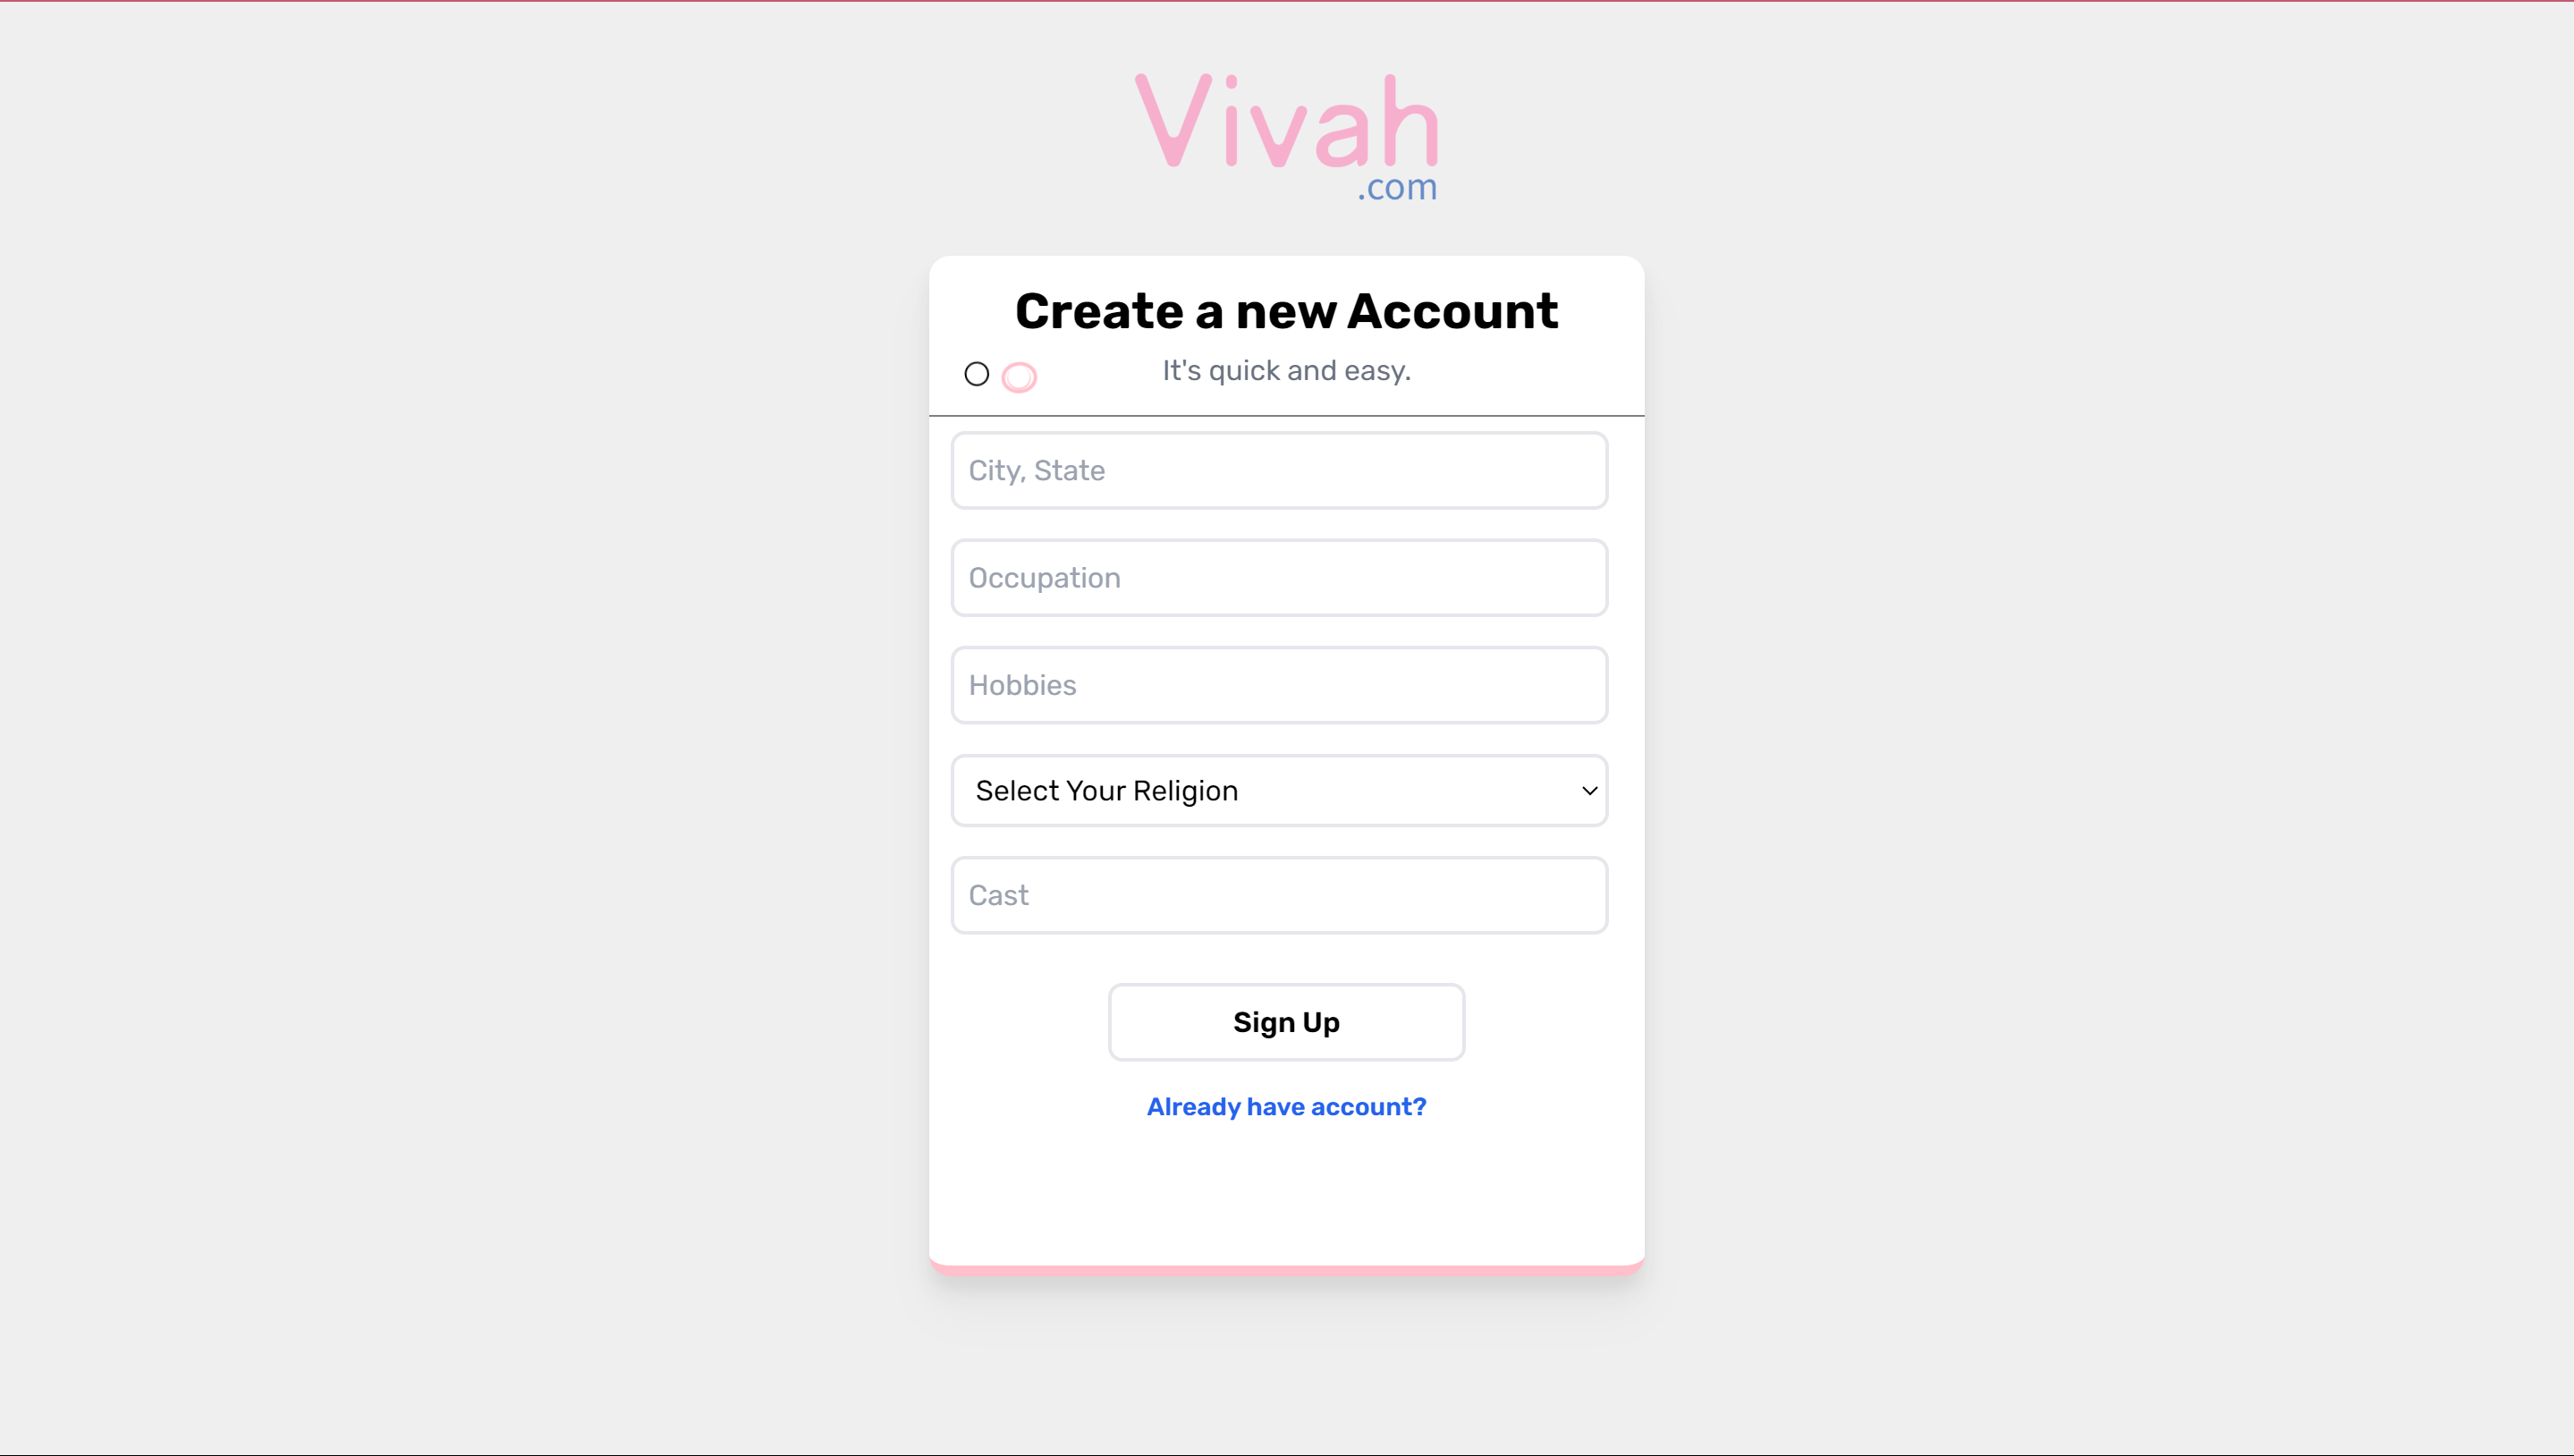 Vivah
.com
Create a new Account
It's quick and easy.
City, State
Occupation
Hobbies
Select Your Religion
Cast
Sign Up
Already have account?